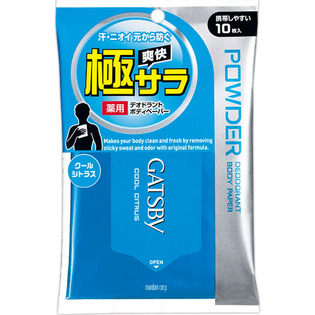 汗・ニオイ 元から防ぐ
携帯しやすい
10枚入
爽快
極サラ
薬用
デオドラント
ボディペーパー
Makes your body clean and fresh by removing
sticky sweat and odor with original formula.
クール
シトラス
GATSBY
COOL CITRUS
POWDER
DEODORANT
BODY PAPER
OPEN
mandom corp.